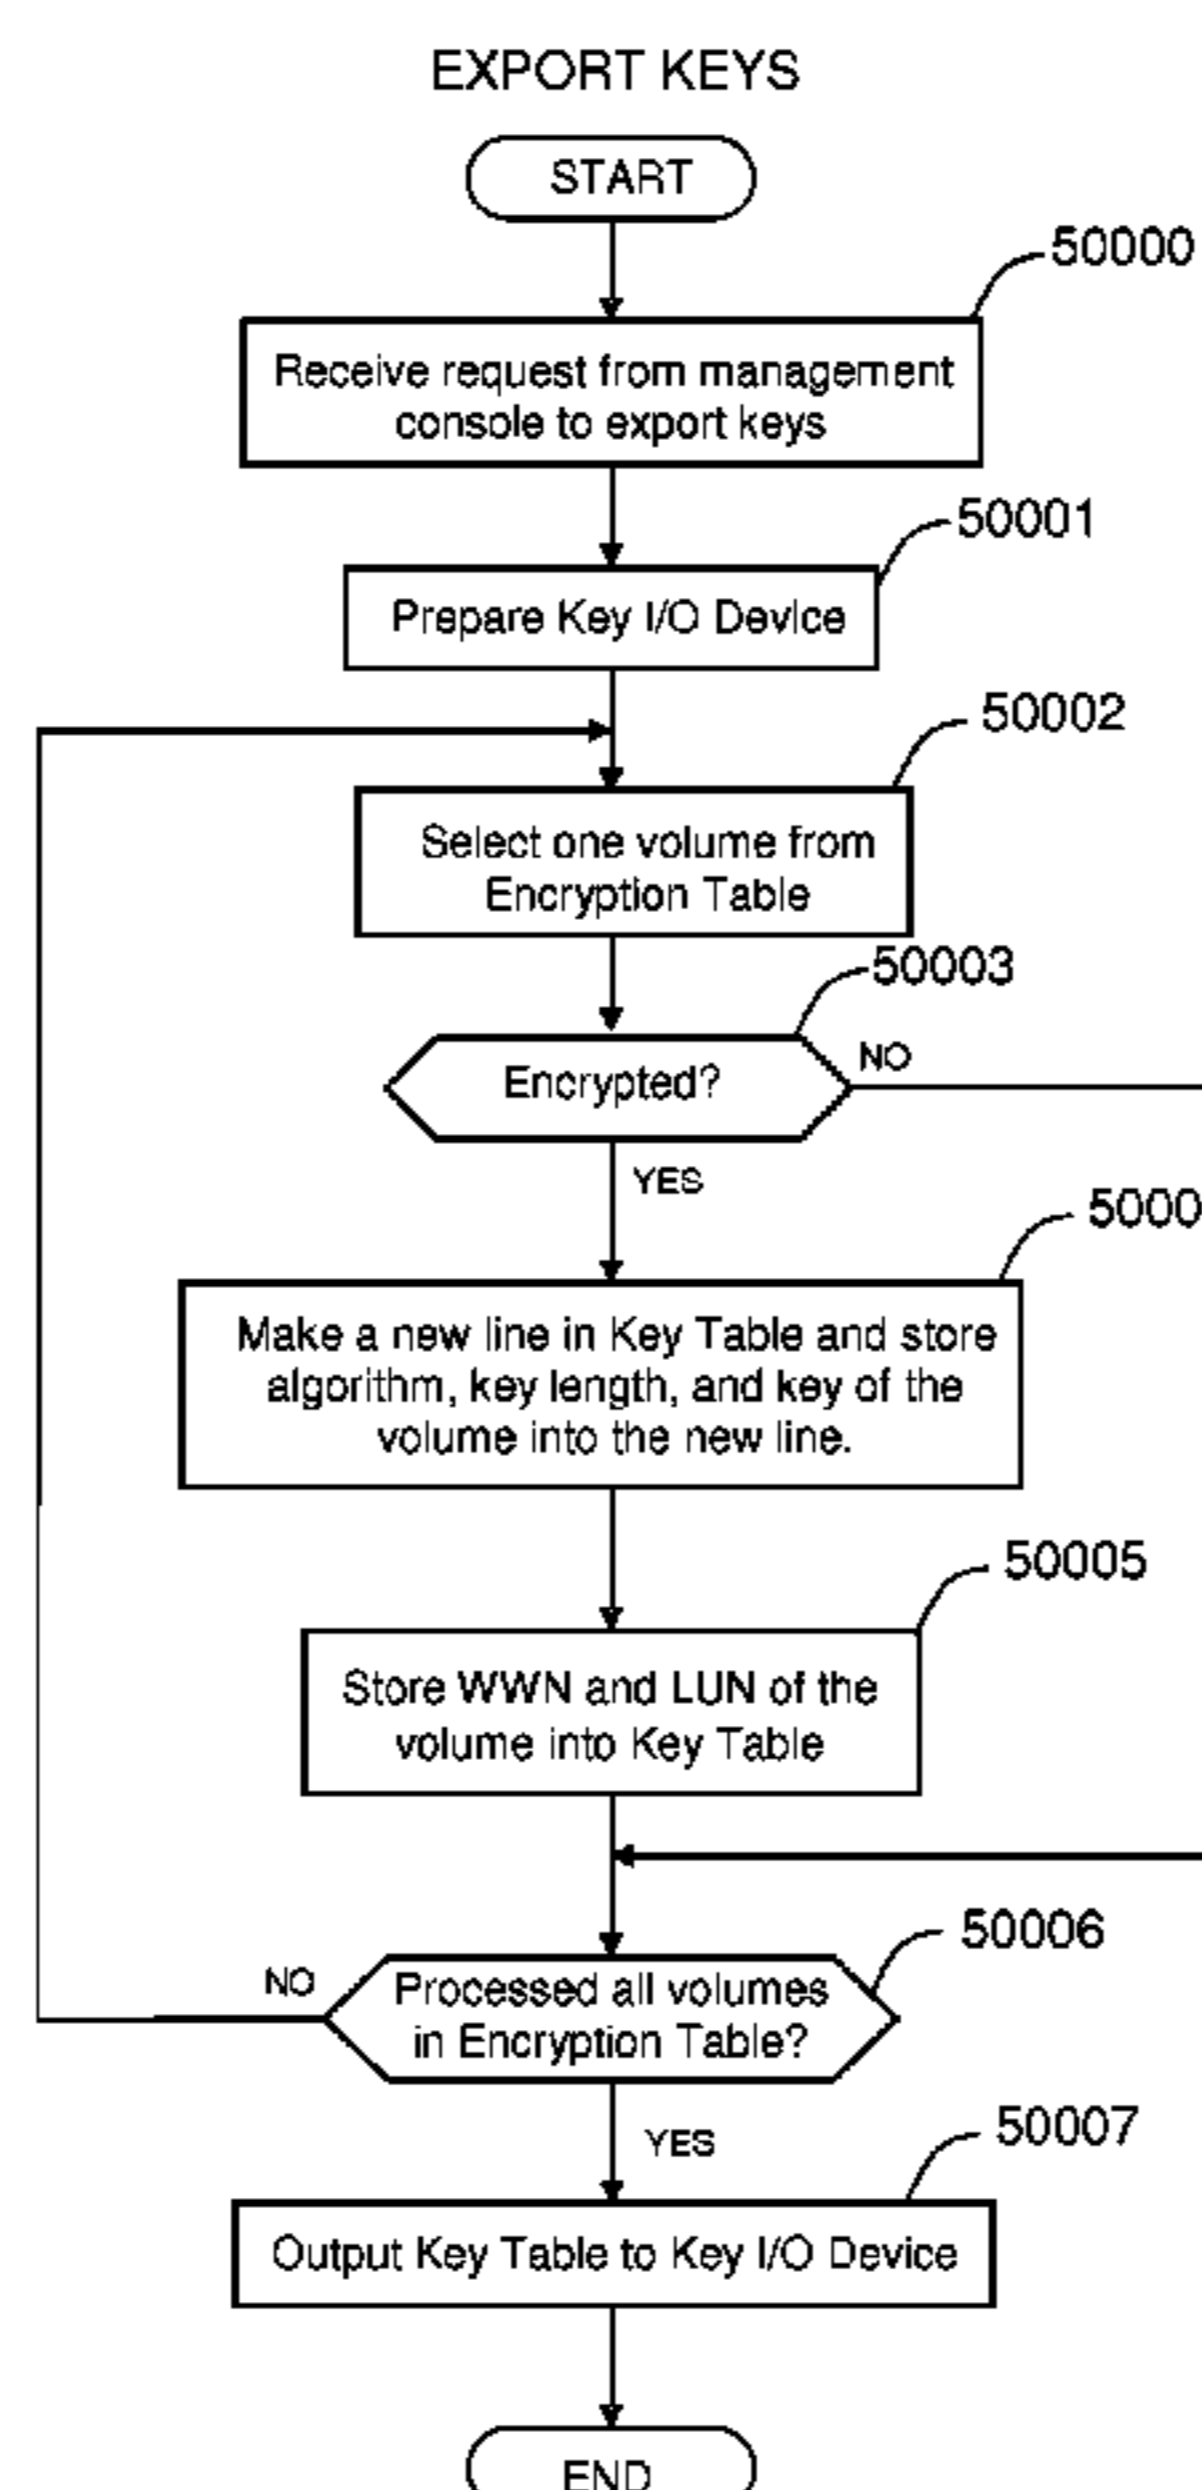 EXPORT KEYS
START
50000
Receive request from management
console to export keys
50001
Prepare Key I/O Device
50002
Select one volume from
Encryption Table
50003
Encrypted?
NO
YES
5000
Make a new line in Key Table and store
algorithm, key length, and key of the
volume into the new line.
50005
Store WWN and LUN of the
volume into Key Table
50006
NO
Processed all volumes
in Encryption Table?
YES
50007
Output Key Table to Key I/O Device
END